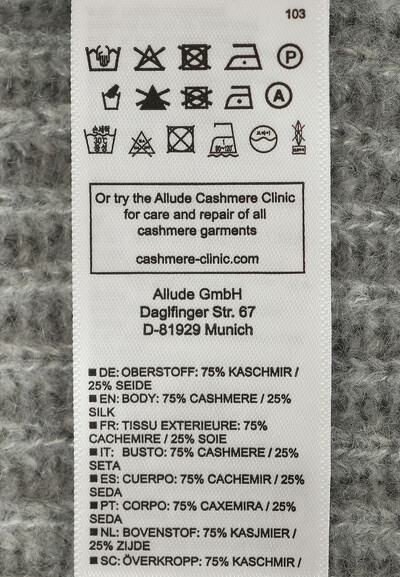 103
P
A
30℃
Or try the Allude Cashmere Clinic
for care and repair of all
cashmere garments
cashmere-clinic.com
Allude GmbH
Daglfinger Str. 67
D-81929 Munich
■ DE: OBERSTOFF: 75% KASCHMIR /
25% SEIDE
■ EN: BODY: 75% CASHMERE / 25%
SILK
■ FR: TISSU EXTERIEURE: 75%
CACHEMIRE / 25% SOIE
■ IT: BUSTO: 75% CASHMERE / 25%
SETA
■ ES: CUERPO: 75% CACHEMIR / 25%
SEDA
■ PT: CORPO: 75% CAXEMIRA / 25%
SEDA
■ NL: BOVENSTOF: 75% KASJMIER /
25% ZIJDE
■ SC: ÖVERKROPP: 75% KASCHMIR /